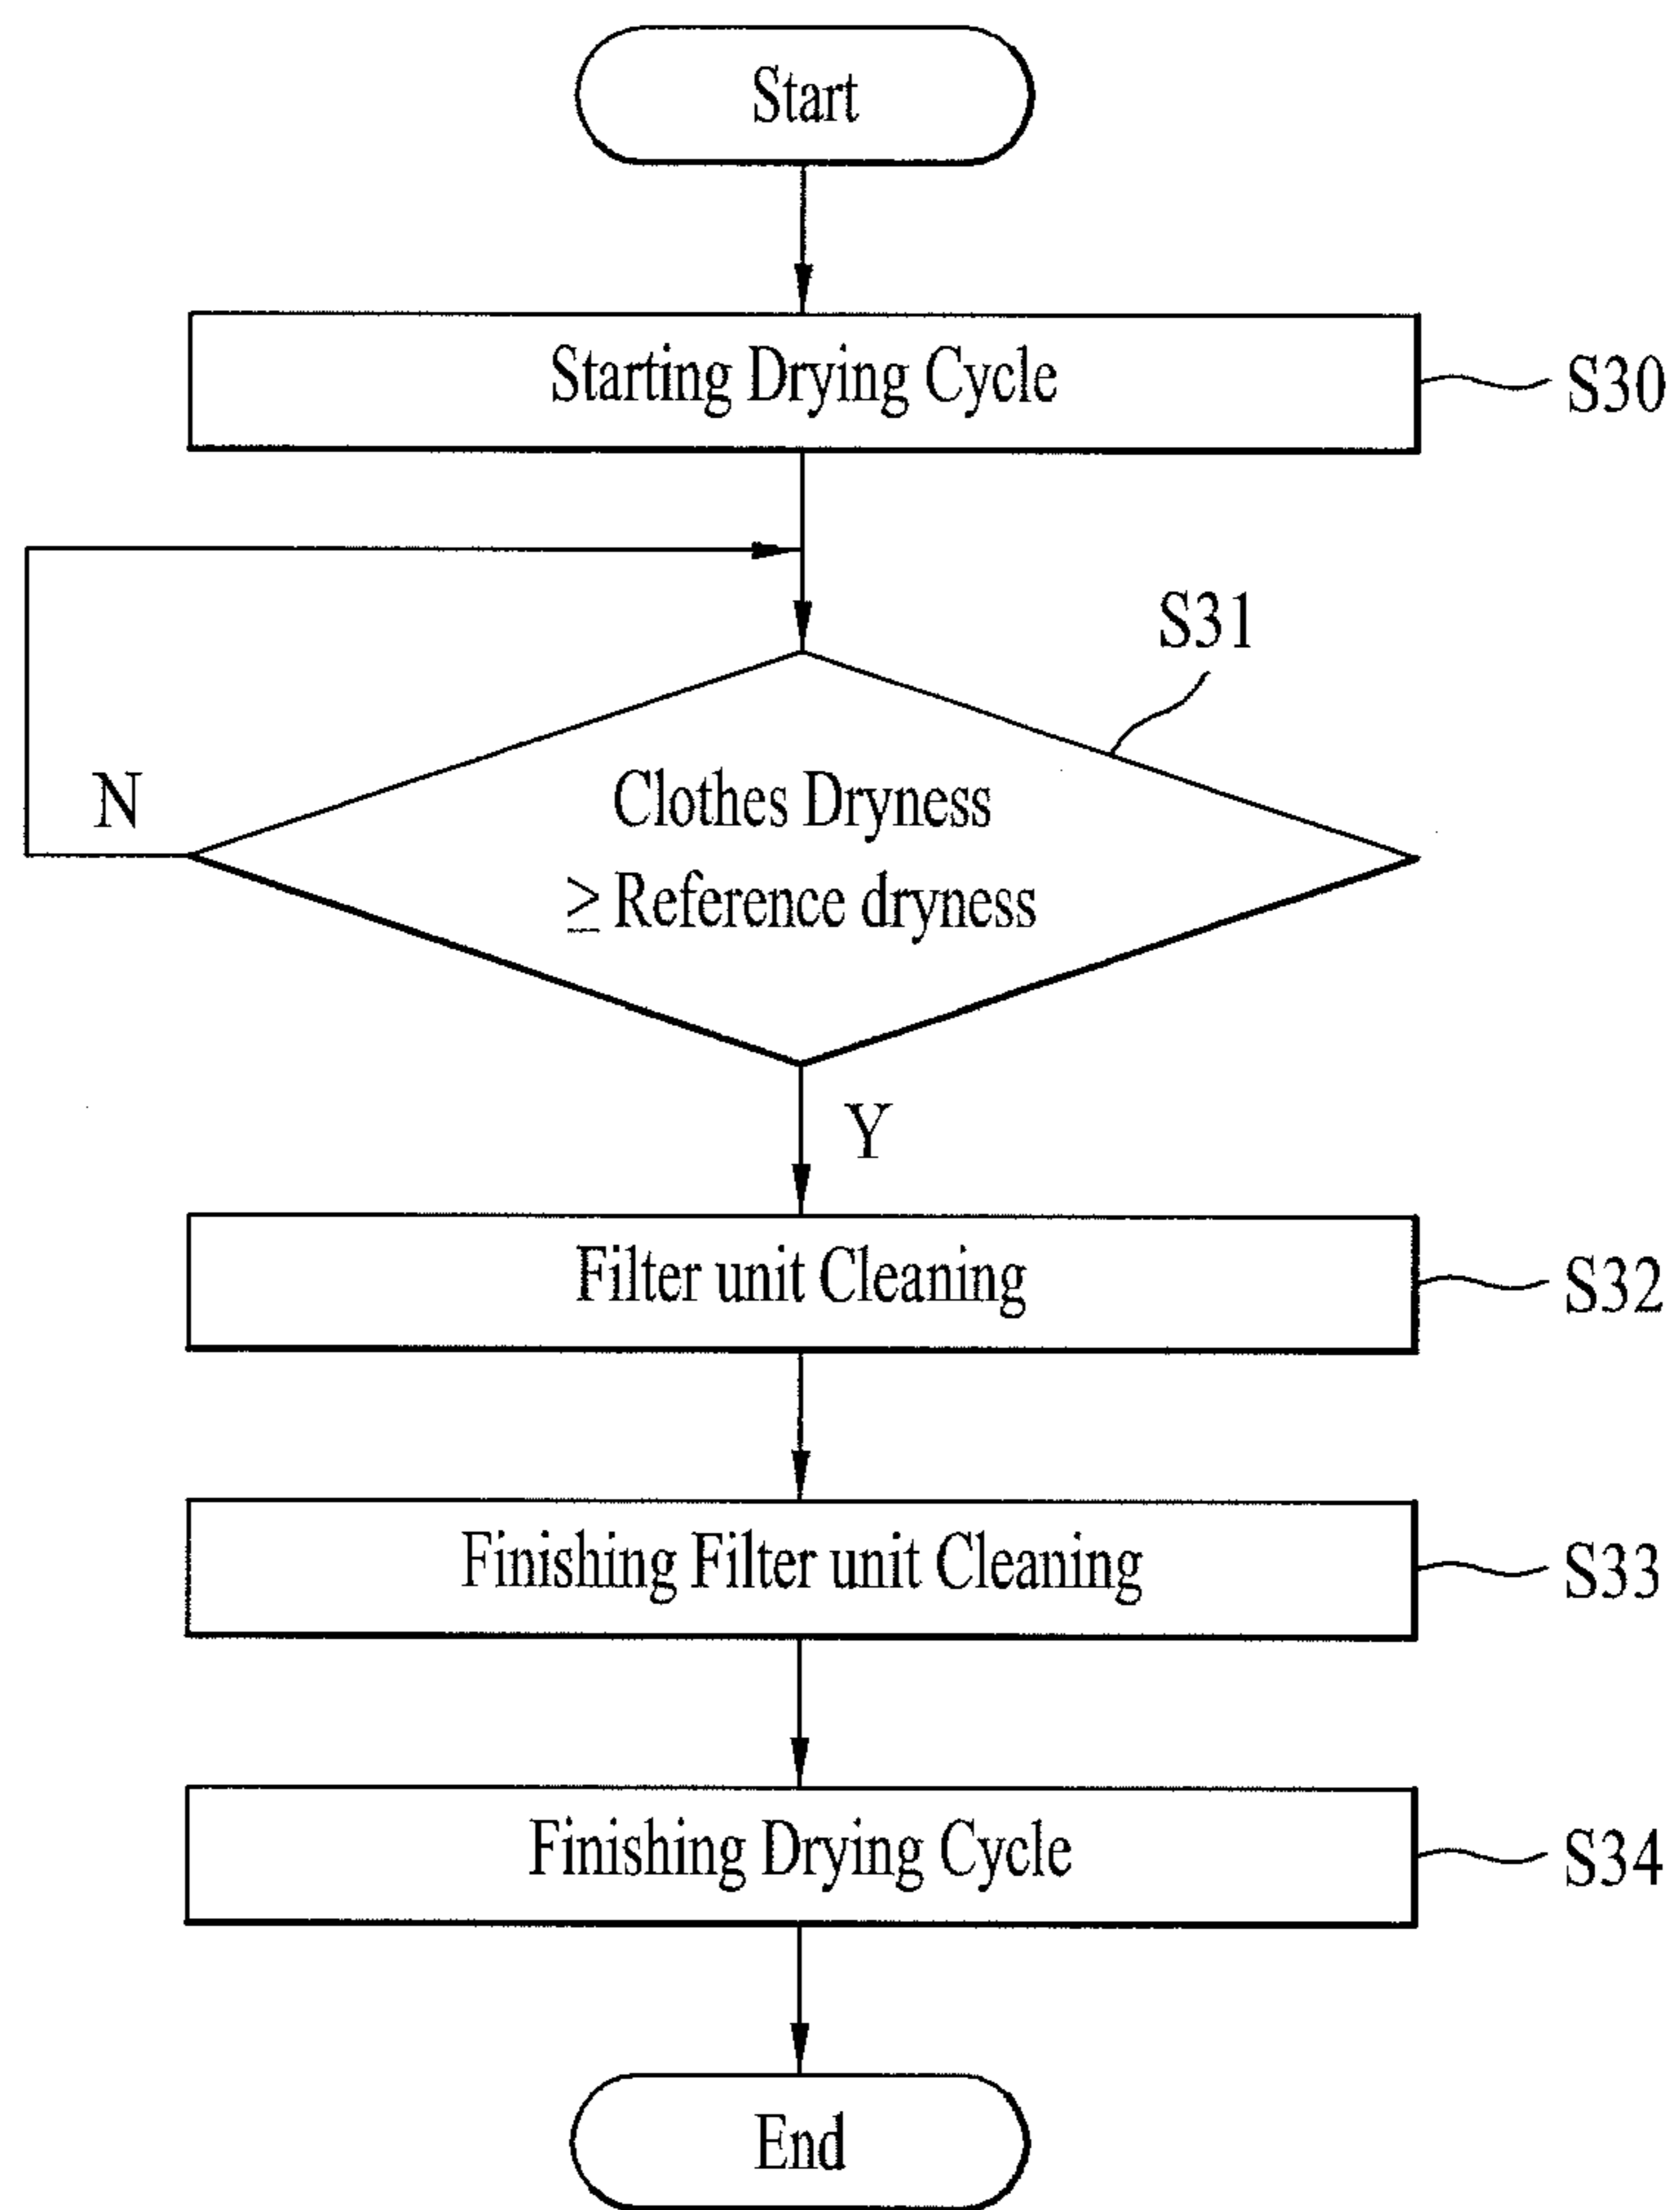 Start
Starting Drying Cycle
S30
S31
N
Clothes Dryness
≥ Reference dryness
Y
Filter unit Cleaning
S32
Finishing Filter unit Cleaning
S33
Finishing Drying Cycle
S34
End